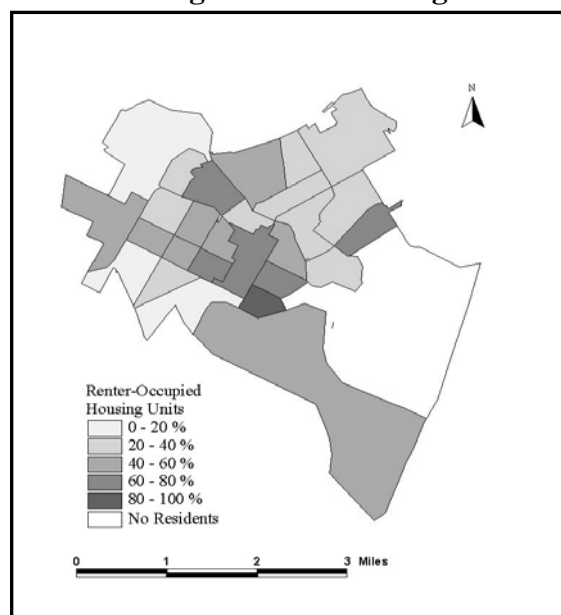 N
Renter-Occupied
Housing Units
0 - 20 %
20 - 40 %
40 - 60 %
60 - 80 %
80 - 100 %
No Residents
0 1 2 3 Miles